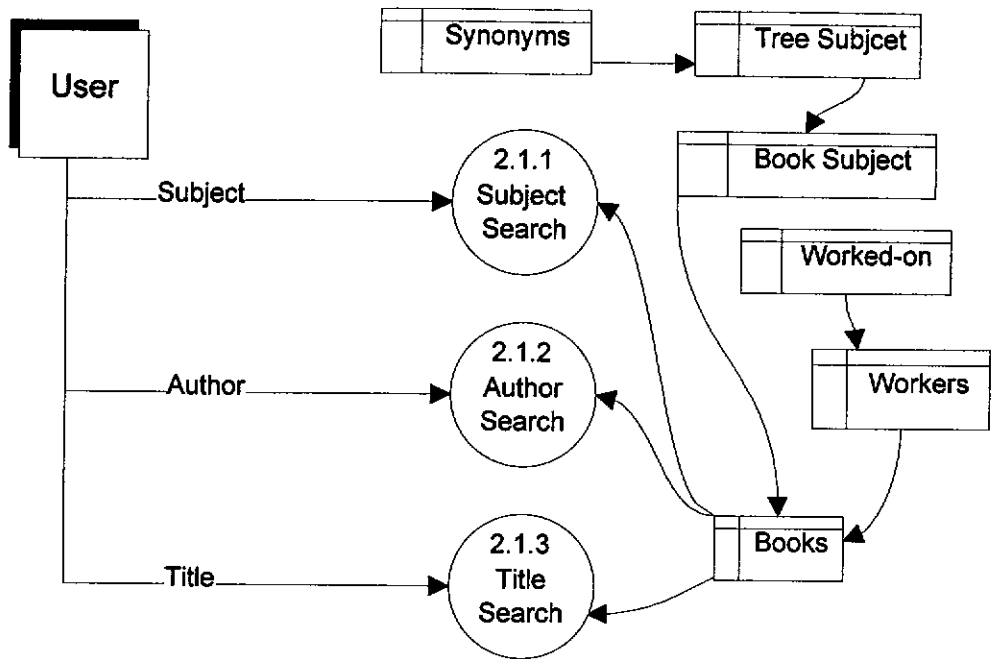 Synonyms
Tree Subjcet
User
Book Subject
2.1.1
Subject
Search
Subject
Worked-on
2.1.2
Author
Search
Author
Workers
2.1.3
Title
Search
Title
Books